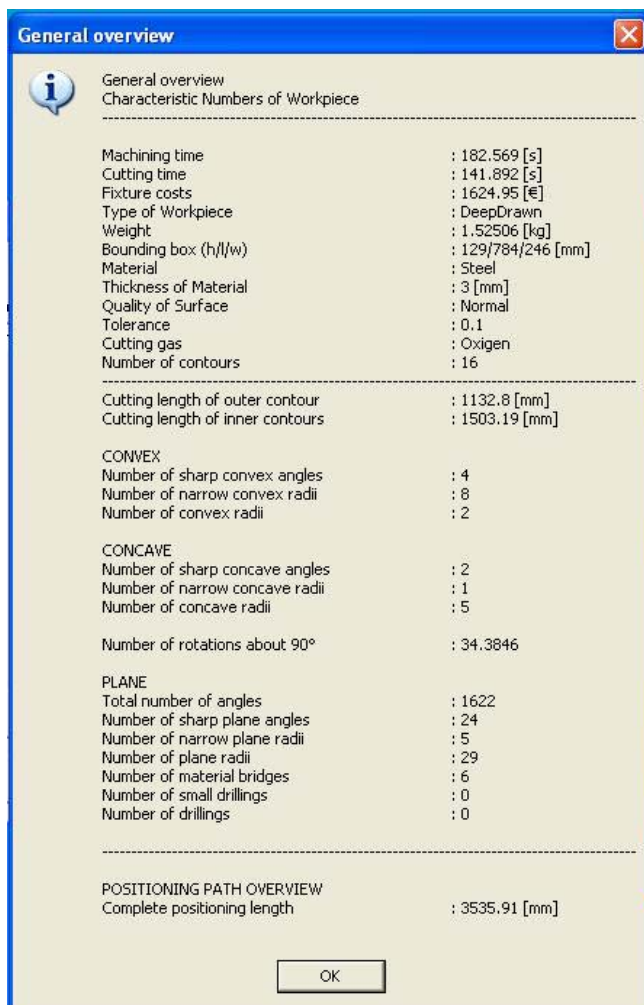 General overview
General overview
Characteristic Numbers of Workpiece
--------------------------------------------------------------------------------
Machining time : 182.569 [s]
Cutting time : 141.892 [s]
Fixture costs : 1624.95 [€]
Type of Workpiece : DeepDrawn
Weight : 1.52506 [kg]
Bounding box (h/l/w) : 129/784/246 [mm]
Material : Steel
Thickness of Material : 3 [mm]
Quality of Surface : Normal
Tolerance : 0.1
Cutting gas : Oxigen
Number of contours : 16
--------------------------------------------------------------------------------
Cutting length of outer contour : 1132.8 [mm]
Cutting length of inner contours : 1503.19 [mm]
CONVEX
Number of sharp convex angles : 4
Number of narrow convex radii : 8
Number of convex radii : 2
CONCAVE
Number of sharp concave angles : 2
Number of narrow concave radii : 1
Number of concave radii : 5
Number of rotations about 90° : 34.3846
PLANE
Total number of angles : 1622
Number of sharp plane angles : 24
Number of narrow plane radii : 5
Number of plane radii : 29
Number of material bridges : 6
Number of small drillings : 0
Number of drillings : 0
--------------------------------------------------------------------------------
POSITIONING PATH OVERVIEW
Complete positioning length : 3535.91 [mm]
OK